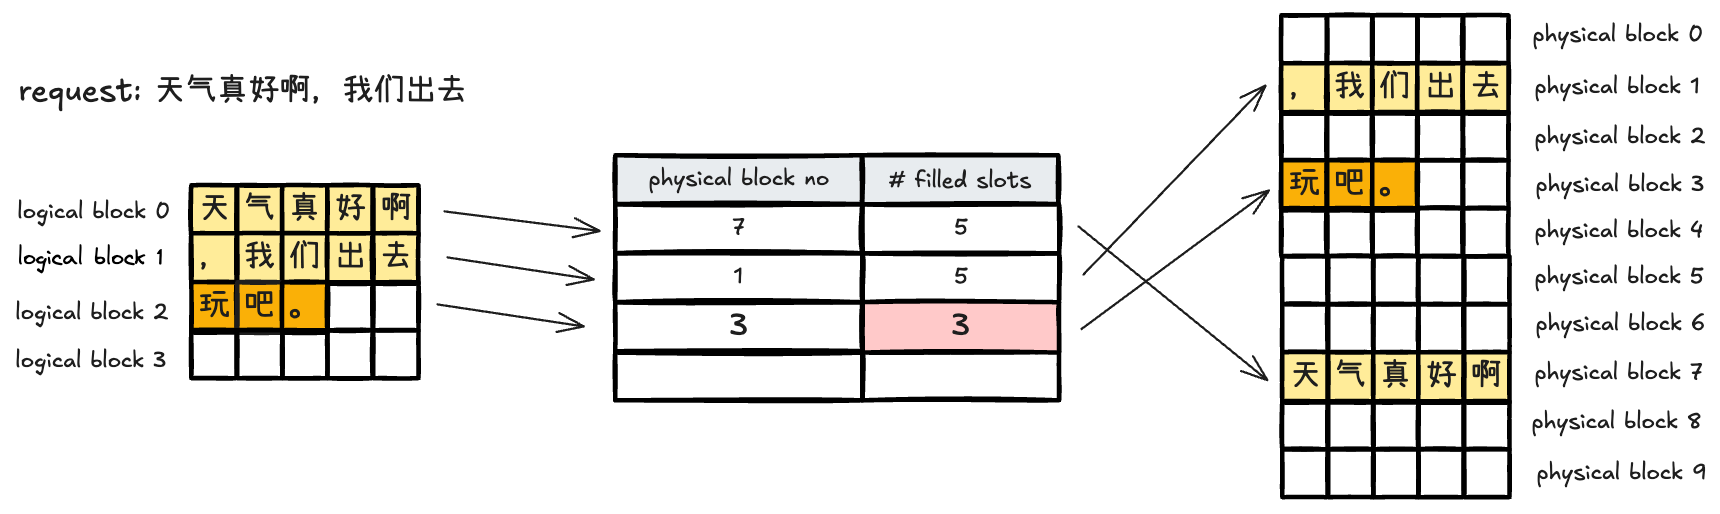 request: 天气真好啊，我们出去
logical block 0 天气真好啊
logical block 1 ，我们出去
logical block 2 玩吧。
logical block 3
physical block no # filled slots
7 5
1 5
3 3
physical block 0
，我们出去 physical block 1
physical block 2
玩吧。 physical block 3
physical block 4
physical block 5
physical block 6
天气真好啊 physical block 7
physical block 8
physical block 9